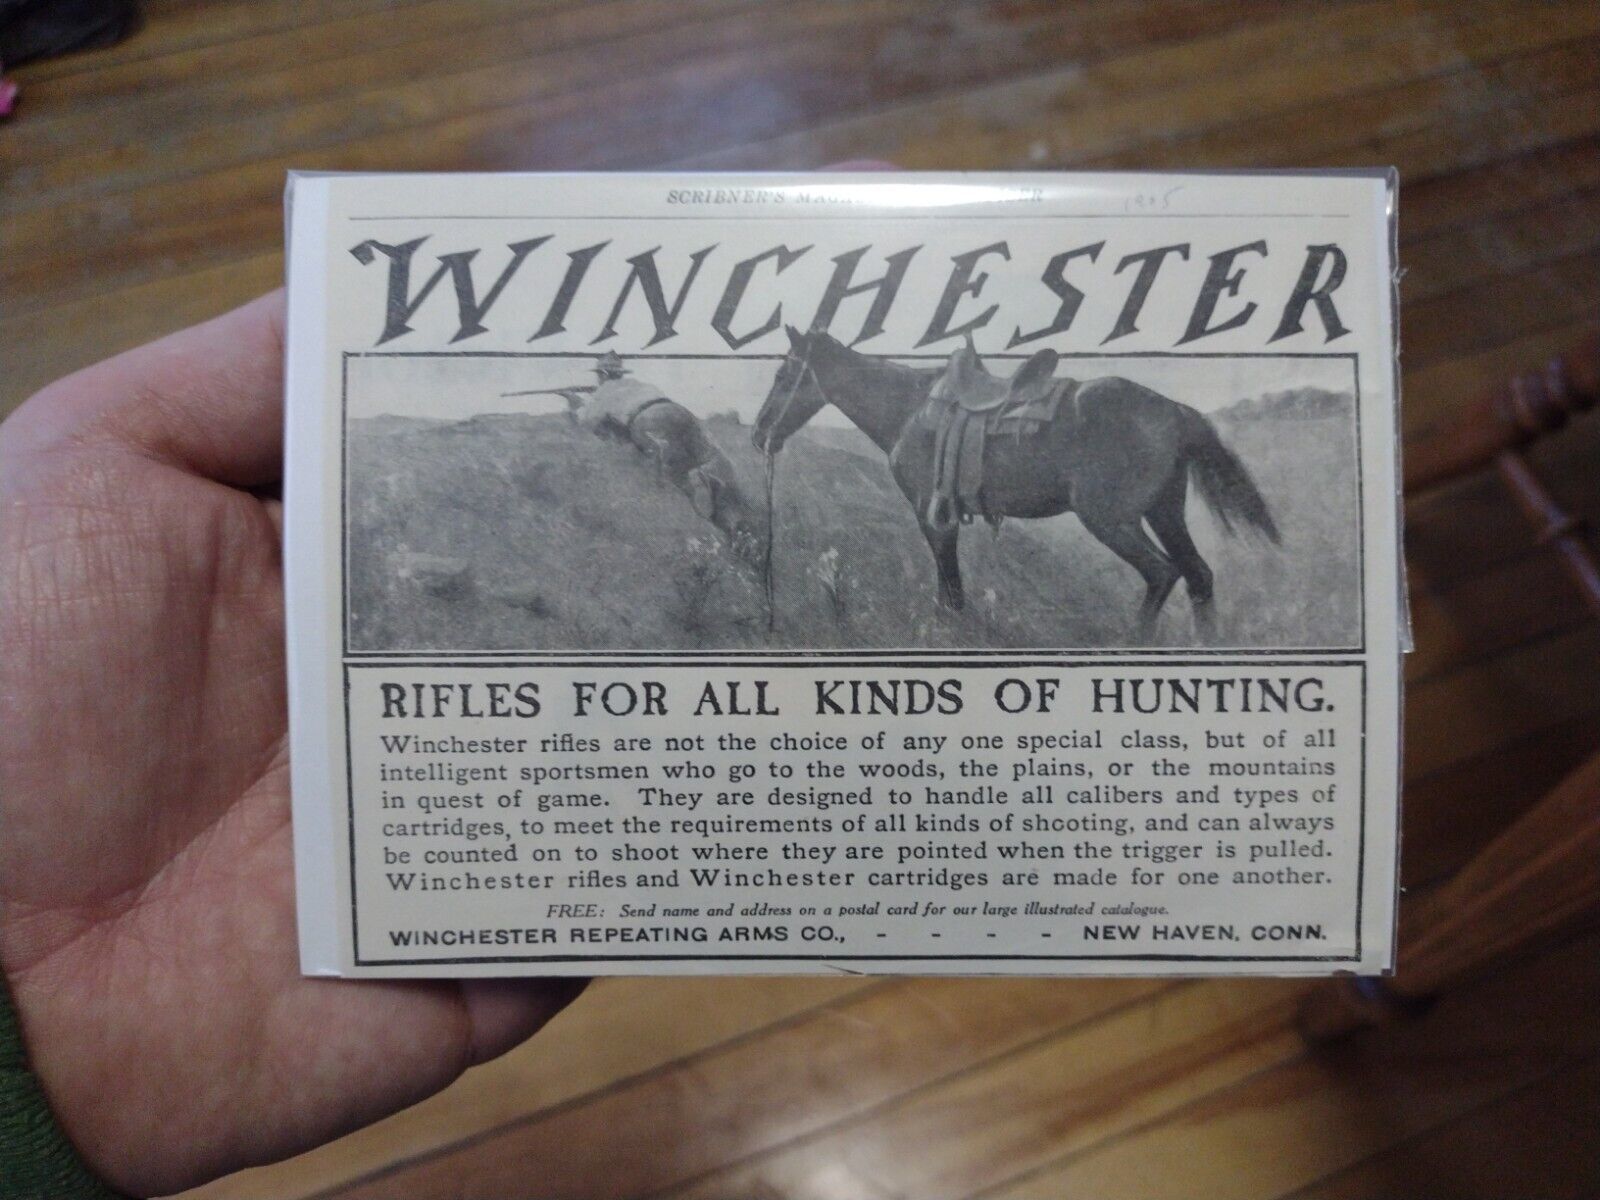 SCRIBNER'S 1905
WINCHESTER
RIFLES FOR ALL KINDS OF HUNTING.
Winchester rifles are not the choice of any one special class, but of all
intelligent sportsmen who go to the woods, the plains, or the mountains
in quest of game. They are designed to handle all calibers and types of
cartridges, to meet the requirements of all kinds of shooting, and can always
be counted on to shoot where they are pointed when the trigger is pulled.
Winchester rifles and Winchester cartridges are made for one another.
FREE: Send name and address on a postal card for our large illustrated catalogue.
WINCHESTER REPEATING ARMS CO., - - - - NEW HAVEN, CONN.